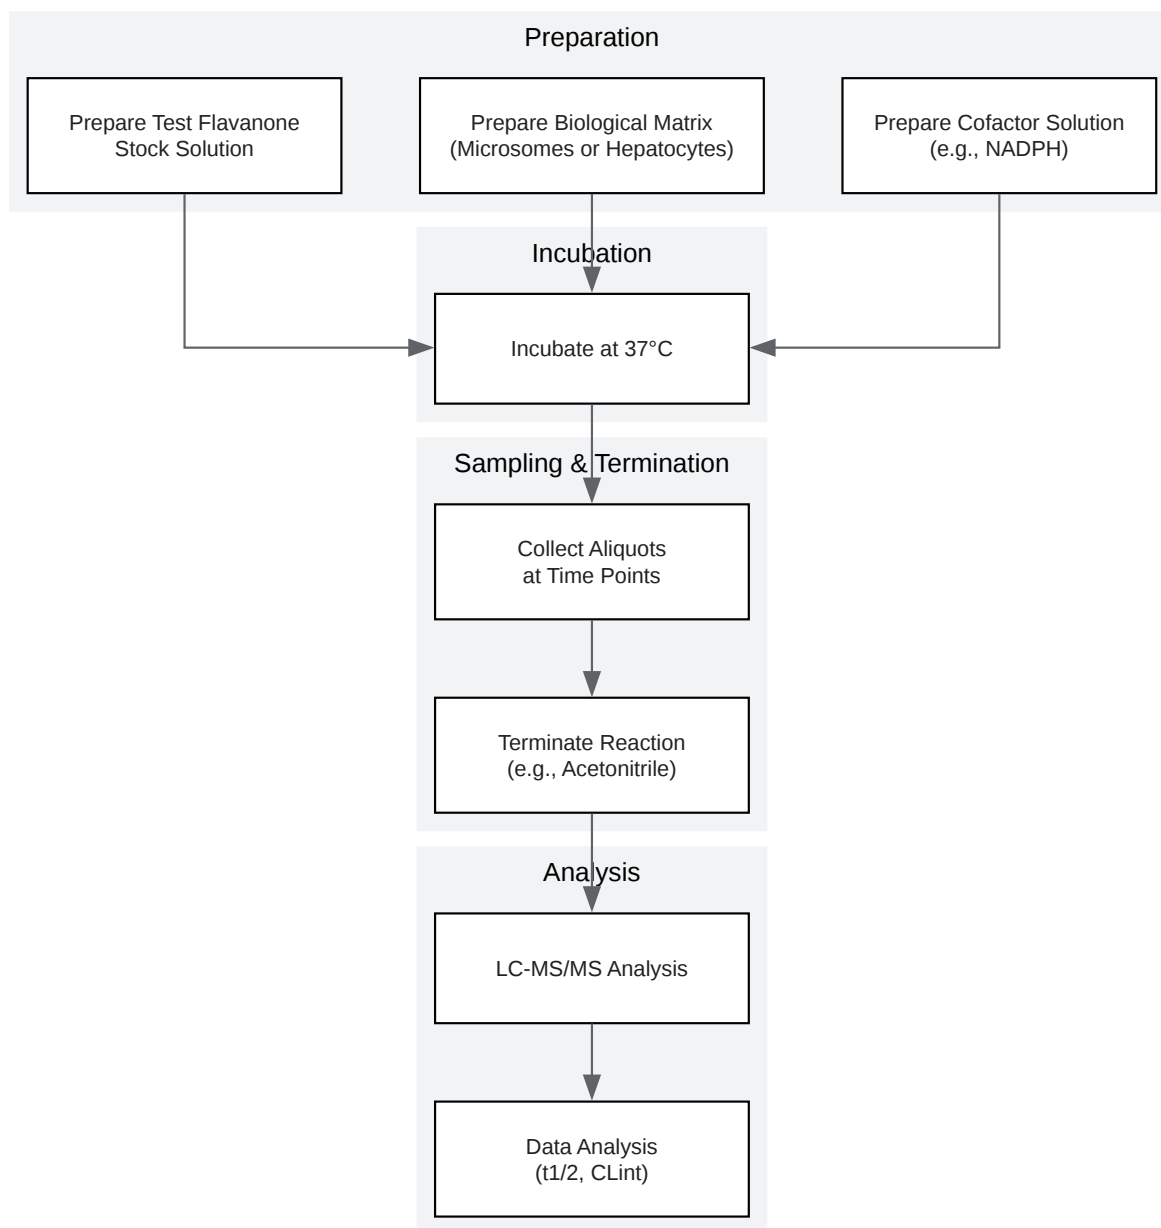 Preparation
Prepare Test Flavanone
Stock Solution
Prepare Biological Matrix
(Microsomes or Hepatocytes)
Prepare Cofactor Solution
(e.g., NADPH)
Incubation
Incubate at 37°C
Sampling & Termination
Collect Aliquots
at Time Points
Terminate Reaction
(e.g., Acetonitrile)
Analysis
LC-MS/MS Analysis
Data Analysis
(t1/2, CLint)